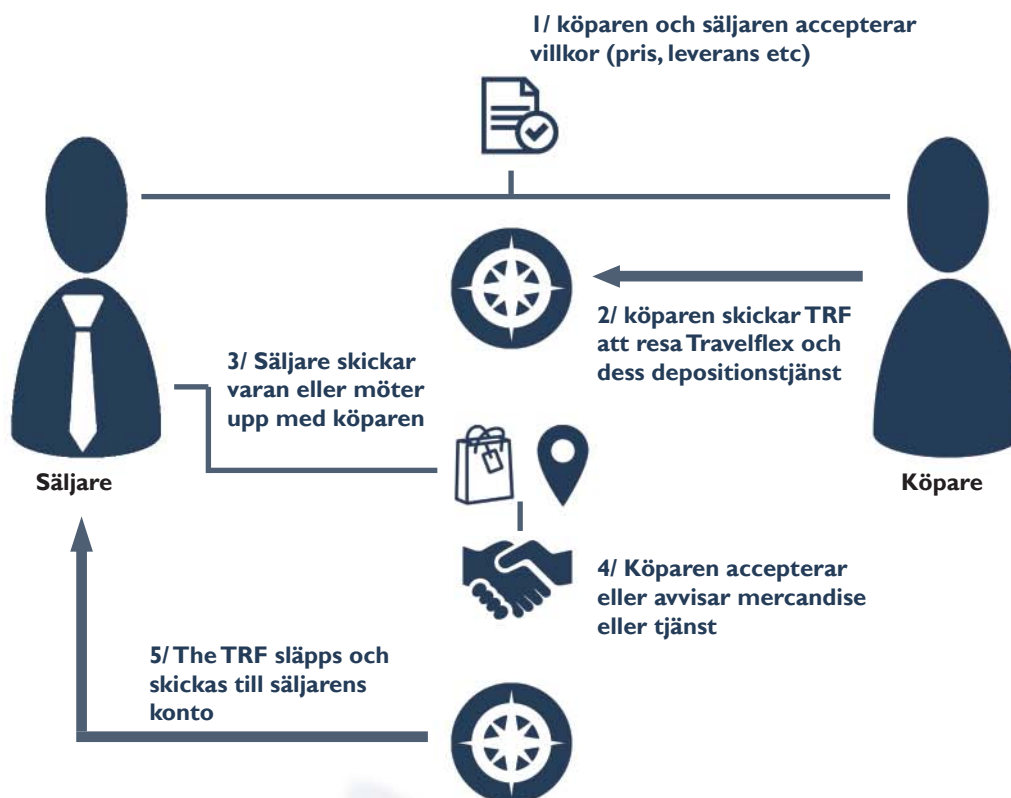 1/ köparen och säljaren accepterar
villkor (pris, leverans etc)
2/ köparen skickar TRF
att resa Travelflex och
dess depositionstjänst
3/ Säljare skickar
varan eller möter
upp med köparen
Säljare
Köpare
4/ Köparen accepterar
eller avvisar mercandise
eller tjänst
5/ The TRF släpps och
skickas till säljarens
konto